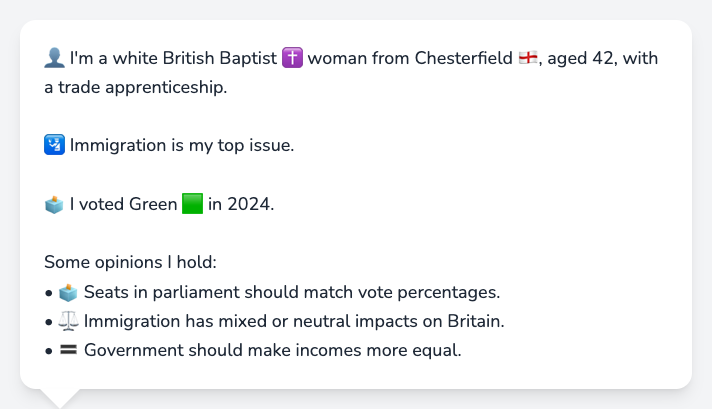 👤 I'm a white British Baptist ✝️ woman from Chesterfield 🏴󠁧󠁢󠁥󠁮󠁧󠁿, aged 42, with
a trade apprenticeship.
🛂 Immigration is my top issue.
🗳️ I voted Green 🟩 in 2024.
Some opinions I hold:
• 🗳️ Seats in parliament should match vote percentages.
• ⚖️ Immigration has mixed or neutral impacts on Britain.
• 🟰 Government should make incomes more equal.